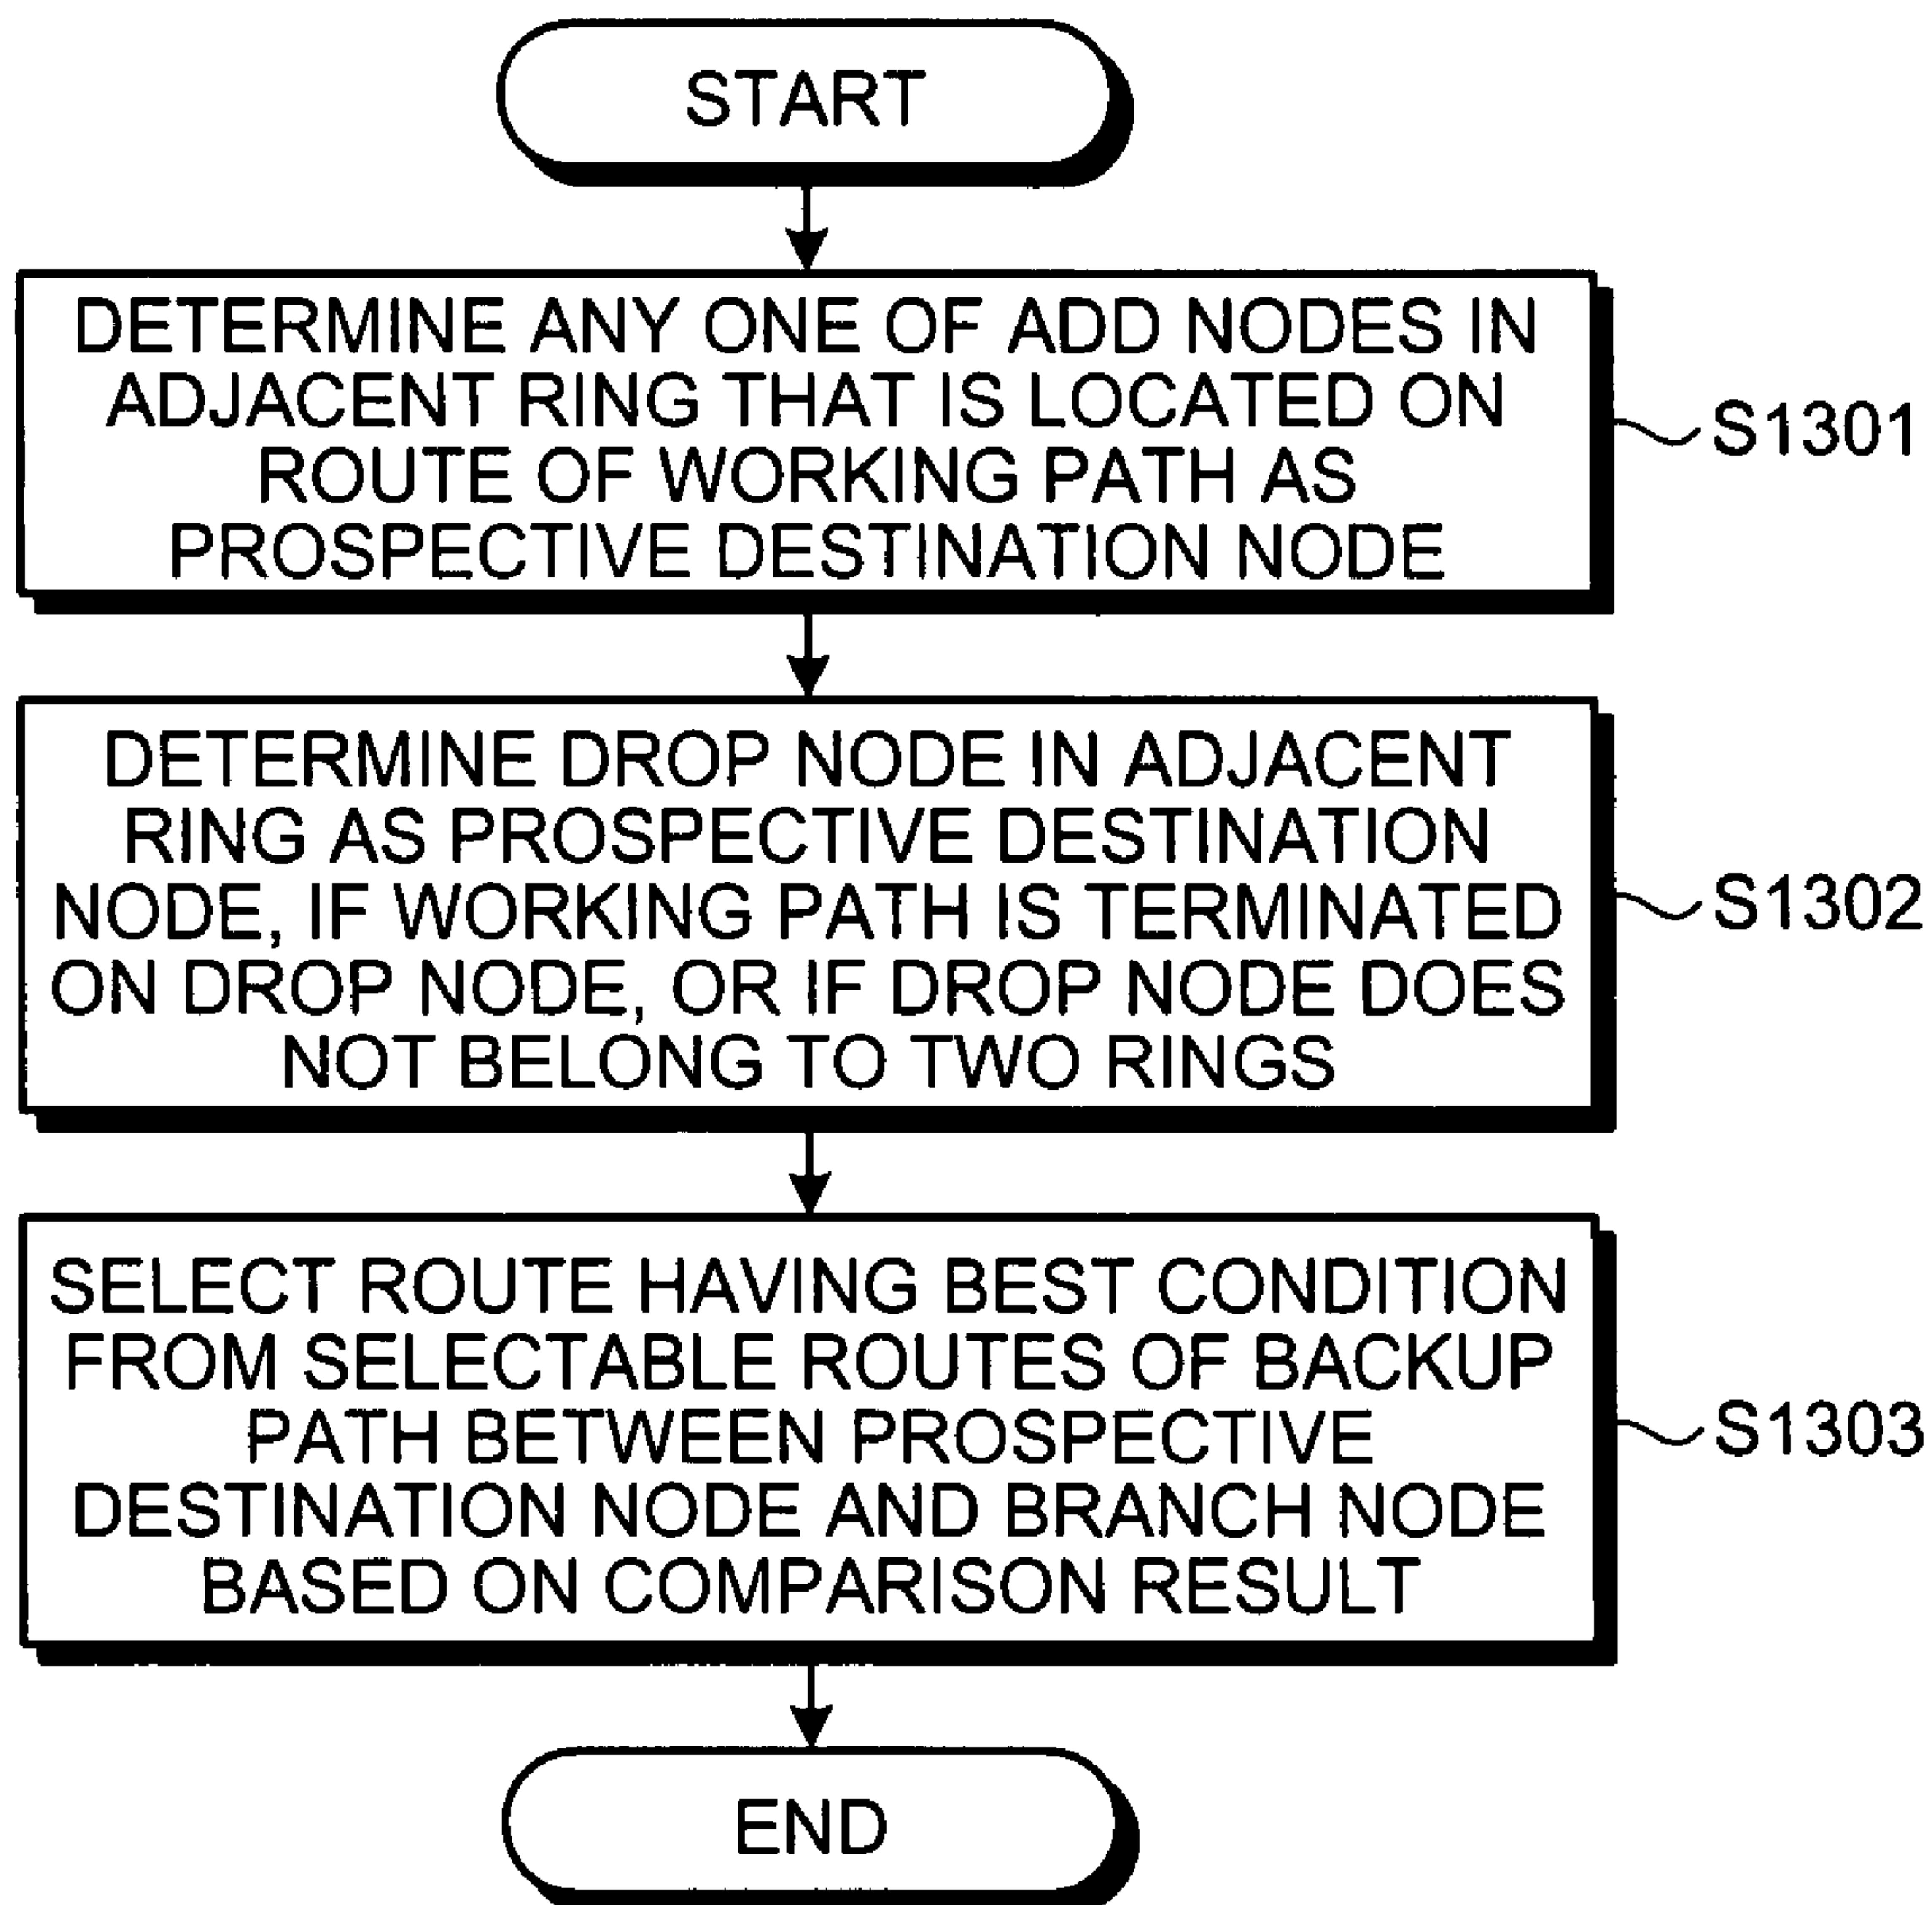 START
DETERMINE ANY ONE OF ADD NODES IN
ADJACENT RING THAT IS LOCATED ON
ROUTE OF WORKING PATH AS
PROSPECTIVE DESTINATION NODE
S1301
DETERMINE DROP NODE IN ADJACENT
RING AS PROSPECTIVE DESTINATION
NODE, IF WORKING PATH IS TERMINATED
ON DROP NODE, OR IF DROP NODE DOES
NOT BELONG TO TWO RINGS
S1302
SELECT ROUTE HAVING BEST CONDITION
FROM SELECTABLE ROUTES OF BACKUP
PATH BETWEEN PROSPECTIVE
DESTINATION NODE AND BRANCH NODE
BASED ON COMPARISON RESULT
S1303
END